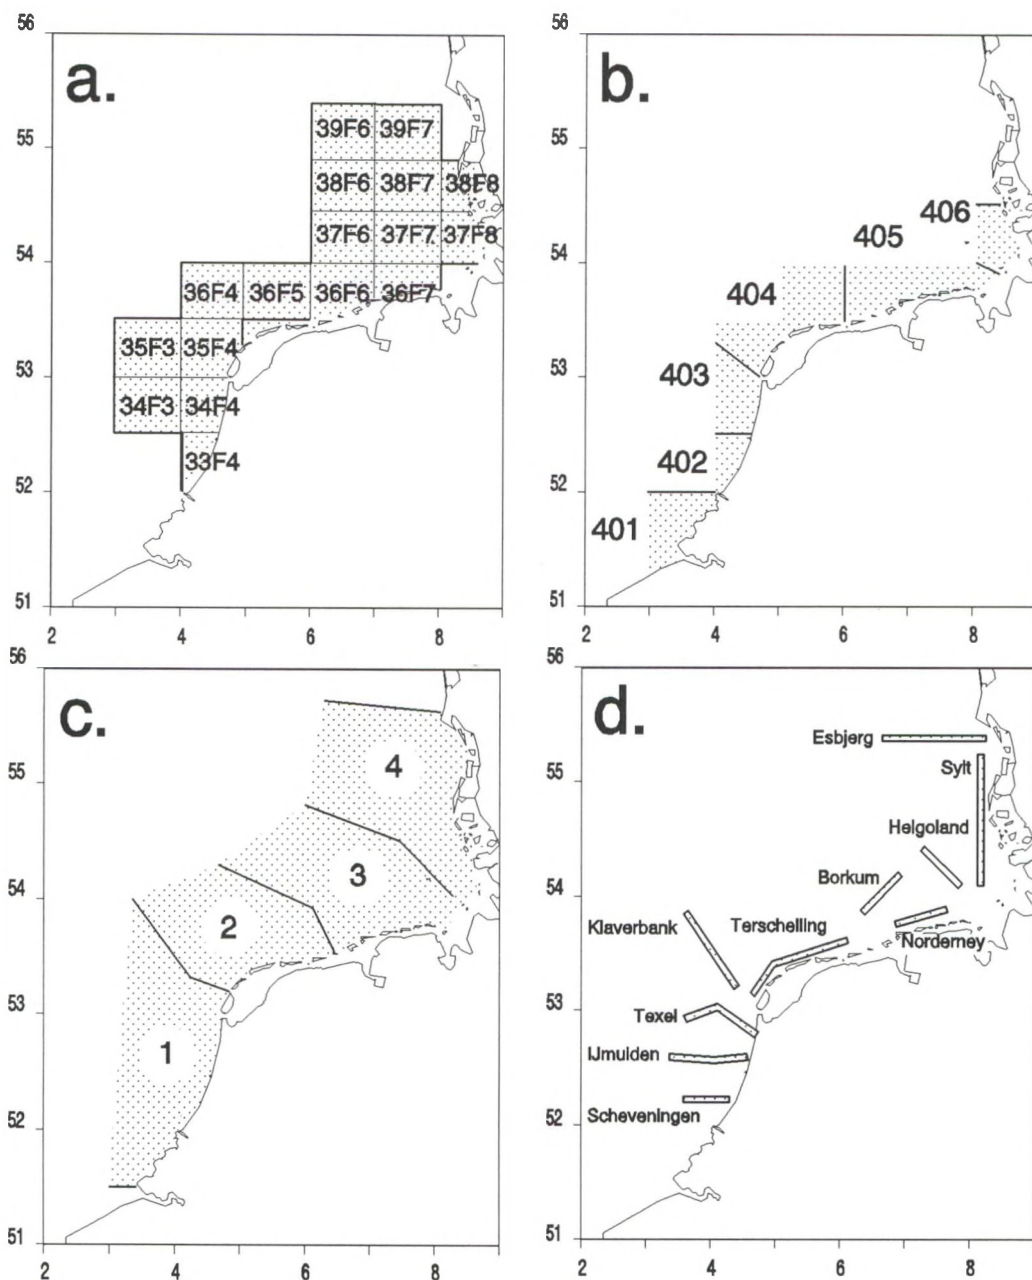 56
a.
39F6 39F7
55
38F6 38F7 38F8
37F6 37F7 37F8
54
36F4 36F5 36F6 36F7
35F3 35F4
53
34F3 34F4
33F4
52
51
2 4 6 8
56
b.
55
406
405
54
404
403
53
402
52
401
51
2 4 6 8
56
c.
4
55
3
54
2
53
1
52
51
2 4 6 8
56
d.
Esbjerg
55
Sylt
Helgoland
Borkum
54
Klaverbank
Terschelling
Norderney
53
Texel
IJmuiden
Scheveningen
52
51
2 4 6 8